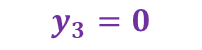 y₃ = 0